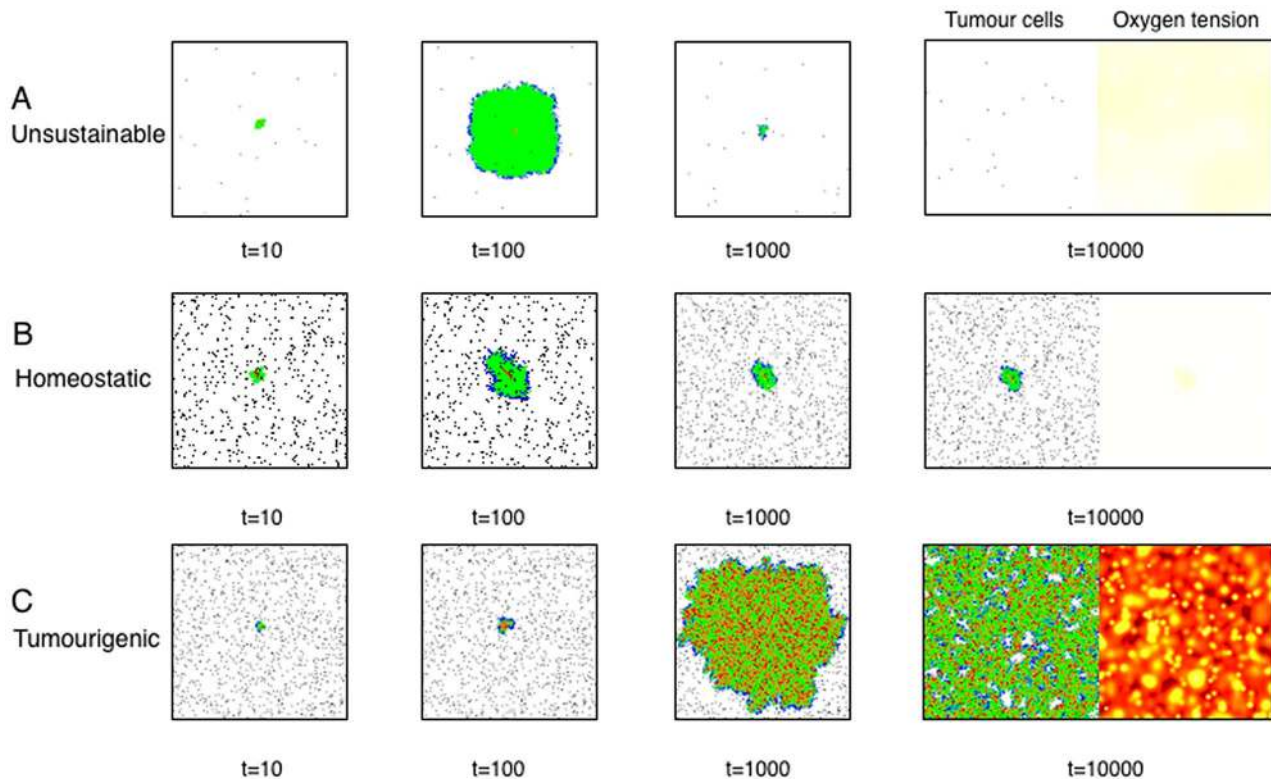 Tumour cells Oxygen tension
A
Unsustainable
t=10 t=100 t=1000 t=10000
B
Homeostatic
t=10 t=100 t=1000 t=10000
C
Tumourigenic
t=10 t=100 t=1000 t=10000